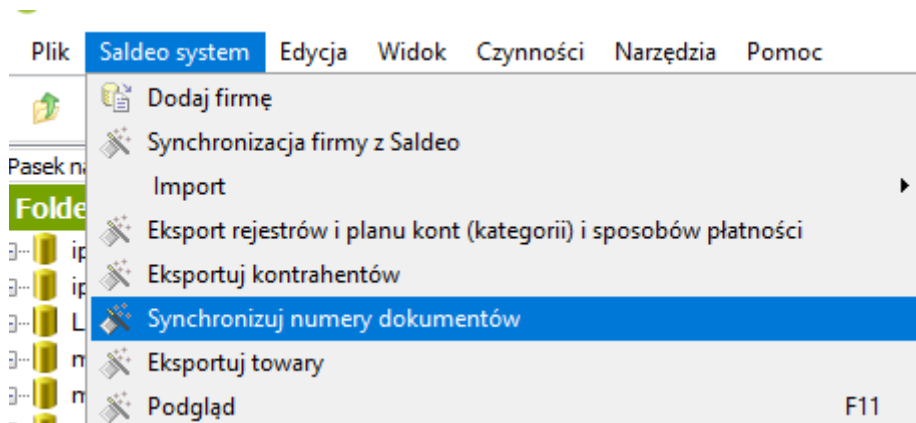 Plik Saldeo system Edycja Widok Czynności Narzędzia Pomoc
Dodaj firmę
Synchronizacja firmy z Saldeo
Pasek
Import
Eksport rejestrów i planu kont (kategorii) i sposobów płatności
Eksportuj kontrahentów
Synchronizuj numery dokumentów
Eksportuj towary
Podgląd F11